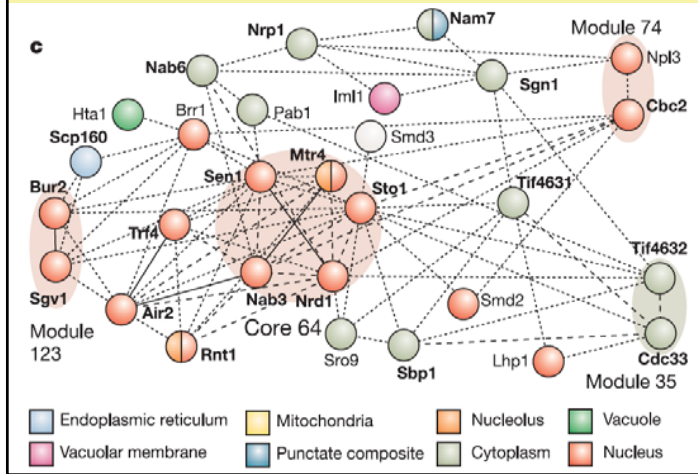 c
Nrp1
Nam7
Module 74
Nab6
Npl3
Iml1
Sgn1
Hta1
Brr1
Pab1
Cbc2
Scp160
Smd3
Mtr4
Bur2
Sen1
Sto1
Tif4631
Trf4
Tif4632
Sgv1
Nab3
Nrd1
Smd2
Air2
Core 64
Module
123
Rnt1
Sro9
Sbp1
Lhp1
Cdc33
Module 35
Endoplasmic reticulum
Mitochondria
Nucleolus
Vacuole
Vacuolar membrane
Punctate composite
Cytoplasm
Nucleus